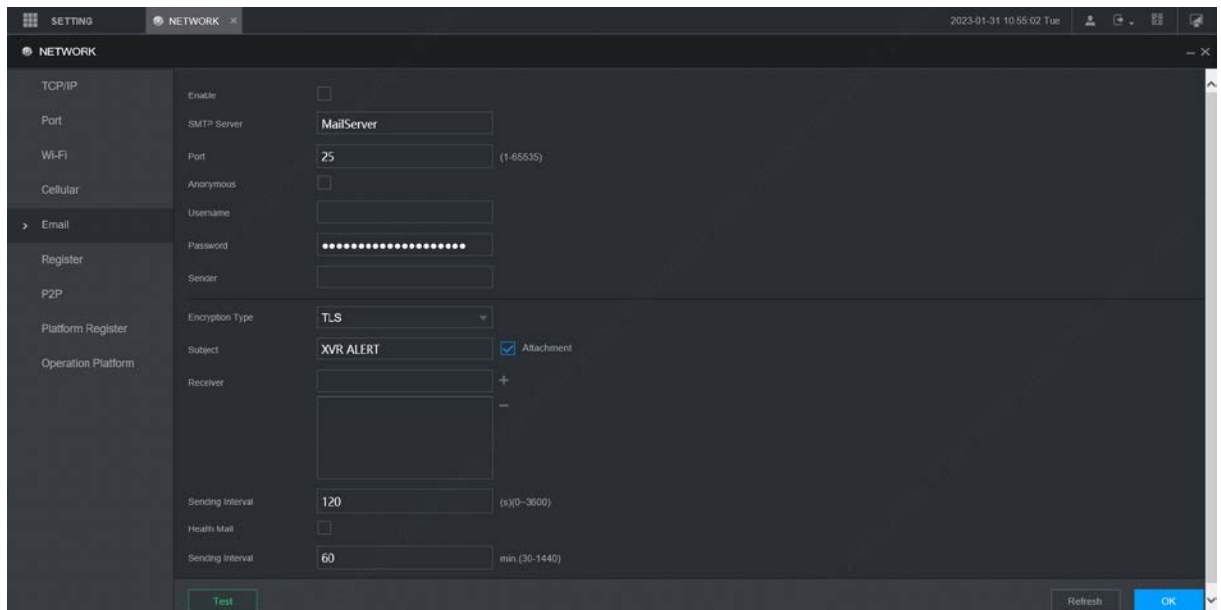 SETTING NETWORK × 2023-01-31 10:55:02 Tue
NETWORK
TCP/IP
Port
Wi-Fi
Cellular
Email
Register
P2P
Platform Register
Operation Platform
Enable
SMTP Server MailServer
Port 25 (1-65535)
Anonymous
Username
Password ••••••••••••••••••••
Sender
Encryption Type TLS
Subject XVR ALERT Attachment
Receiver
Sending Interval 120 (s)(0~3600)
Health Mail
Sending Interval 60 min.(30-1440)
Test Refresh OK